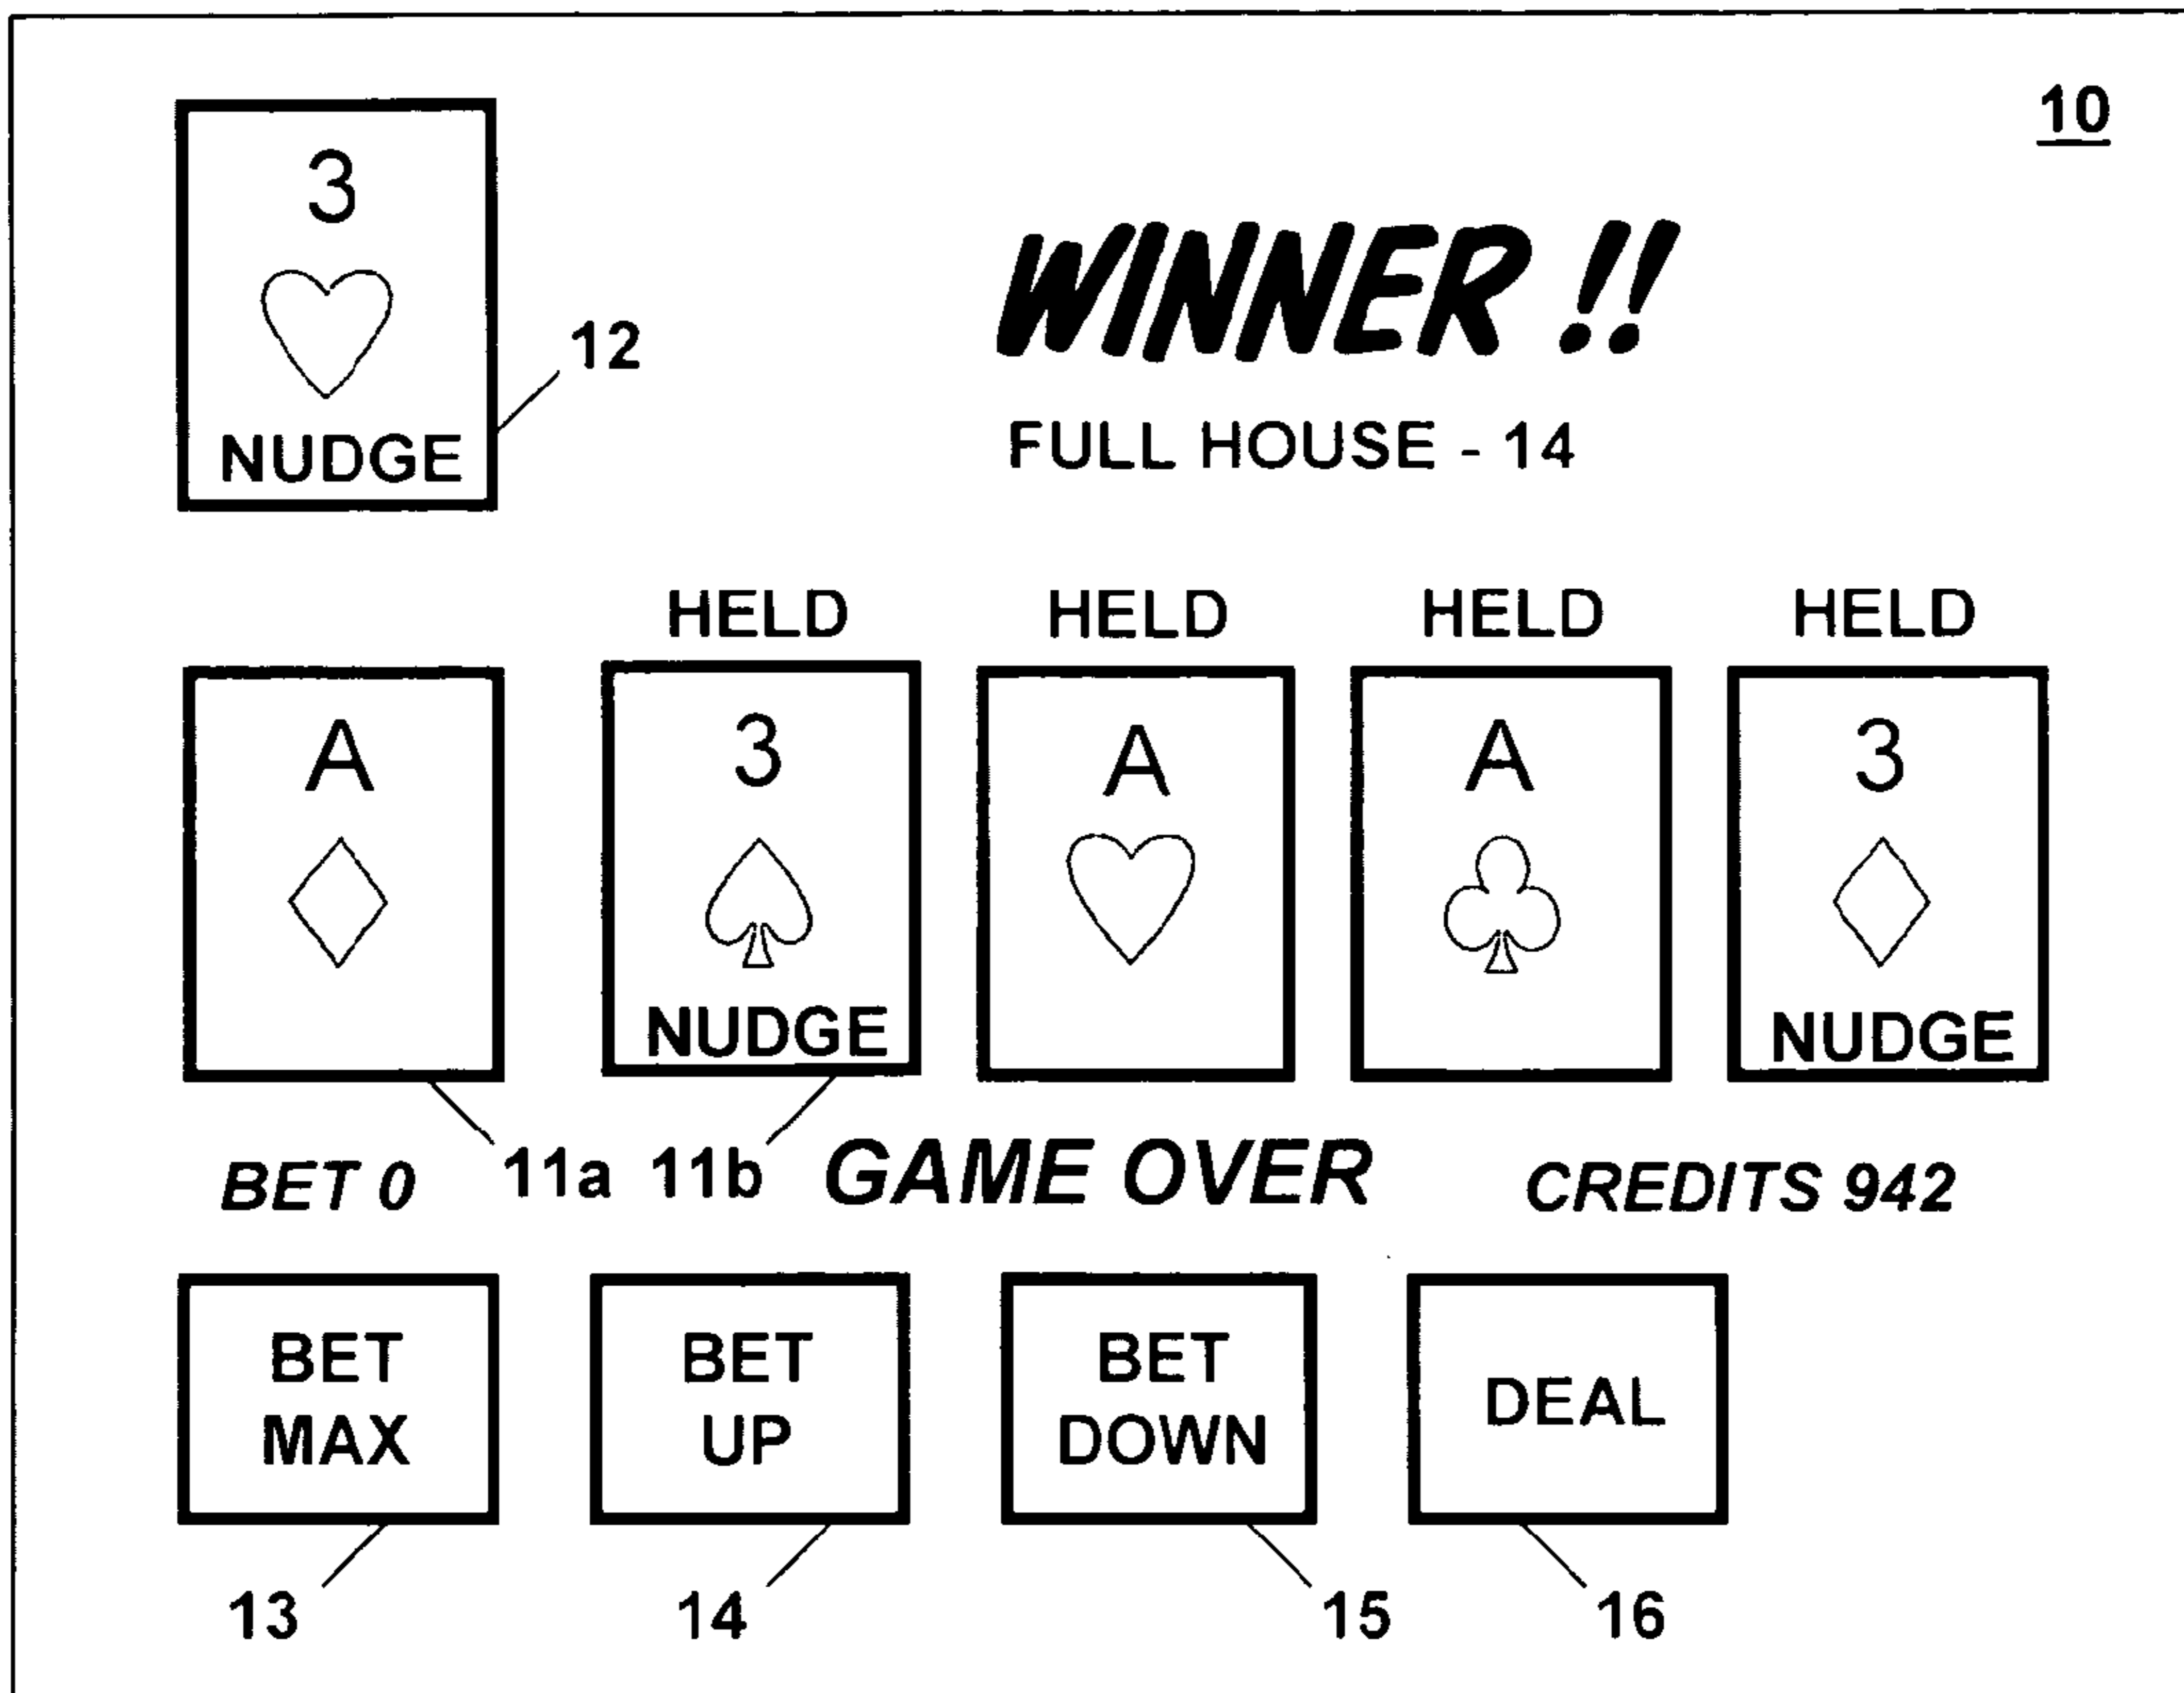 10
3
NUDGE
12
WINNER !!
FULL HOUSE - 14
HELD HELD HELD HELD
A 3 A A 3
NUDGE NUDGE
11a 11b
BET 0 GAME OVER CREDITS 942
BET MAX
BET UP
BET DOWN
DEAL
13 14 15 16